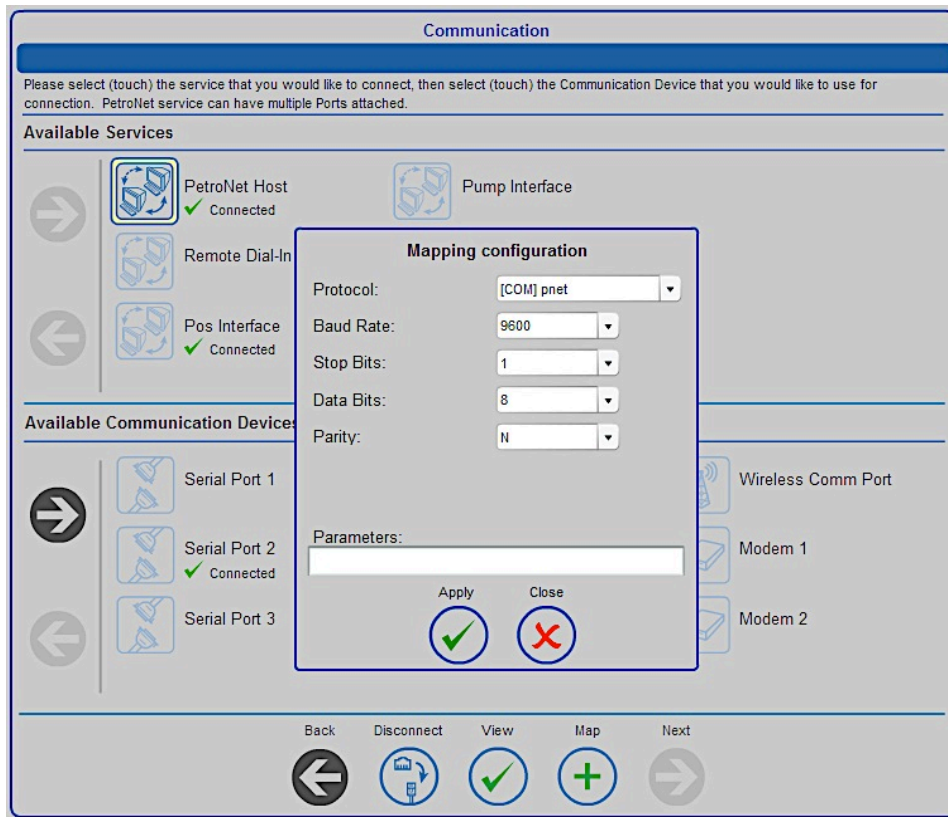 Communication
Please select (touch) the service that you would like to connect, then select (touch) the Communication Device that you would like to use for
connection. PetroNet service can have multiple Ports attached.
Available Services
PetroNet Host
Connected
Pump Interface
Remote Dial-In
Pos Interface
Connected
Mapping configuration
Protocol: [COM] pnet
Baud Rate: 9600
Stop Bits: 1
Data Bits: 8
Parity: N
Parameters:
Apply Close
Available Communication Devices
Serial Port 1
Wireless Comm Port
Serial Port 2
Connected
Modem 1
Serial Port 3
Modem 2
Back Disconnect View Map Next